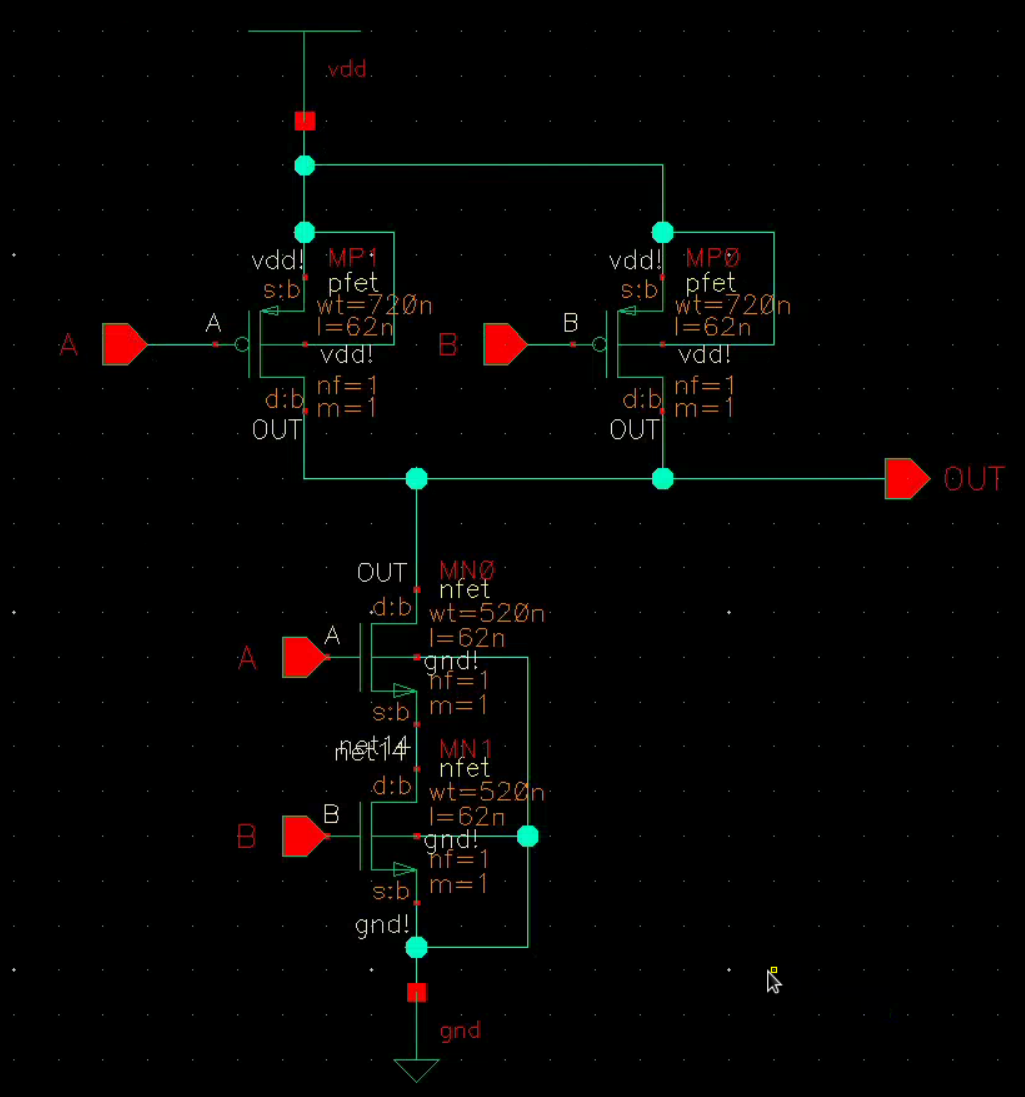 vdd
vdd!
MP1
pfet
s:b
wt=720n
l=62n
A
A
vdd!
nf=1
d:b
m=1
OUT
vdd!
MP0
pfet
s:b
wt=720n
l=62n
B
B
vdd!
nf=1
d:b
m=1
OUT
OUT
OUT
MN0
nfet
d:b
wt=520n
l=62n
A
A
gnd!
nf=1
m=1
s:b
net14
net14
MN1
nfet
d:b
wt=520n
l=62n
B
B
gnd!
nf=1
m=1
s:b
gnd!
gnd